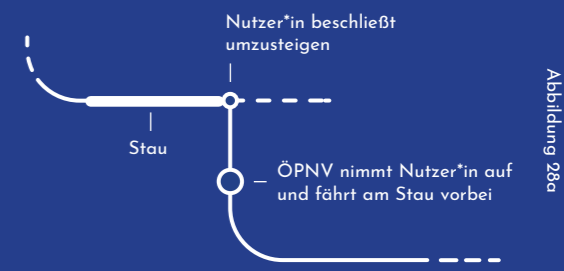 Nutzer*in beschließt
umzusteigen
Stau
ÖPNV nimmt Nutzer*in auf
und fährt am Stau vorbei
Abbildung 28a